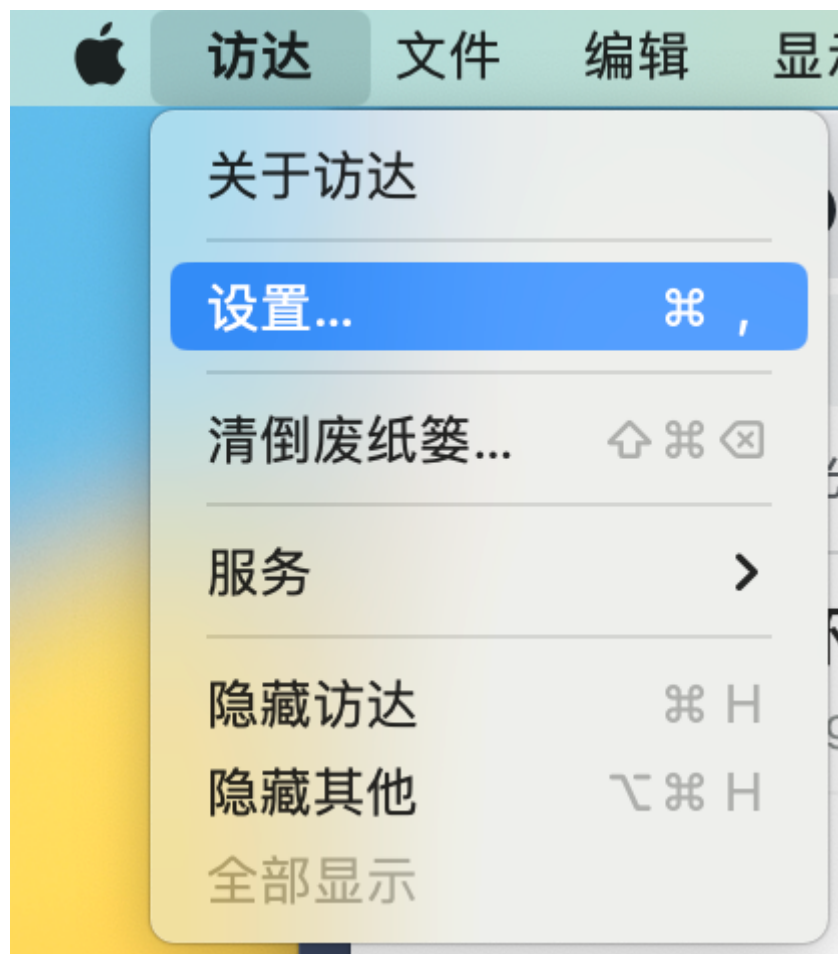 访达 文件 编辑
关于访达
设置... ⌘ ,
清倒废纸篓... ⇧⌘⌫
服务
隐藏访达 ⌘ H
隐藏其他 ⌥⌘ H
全部显示